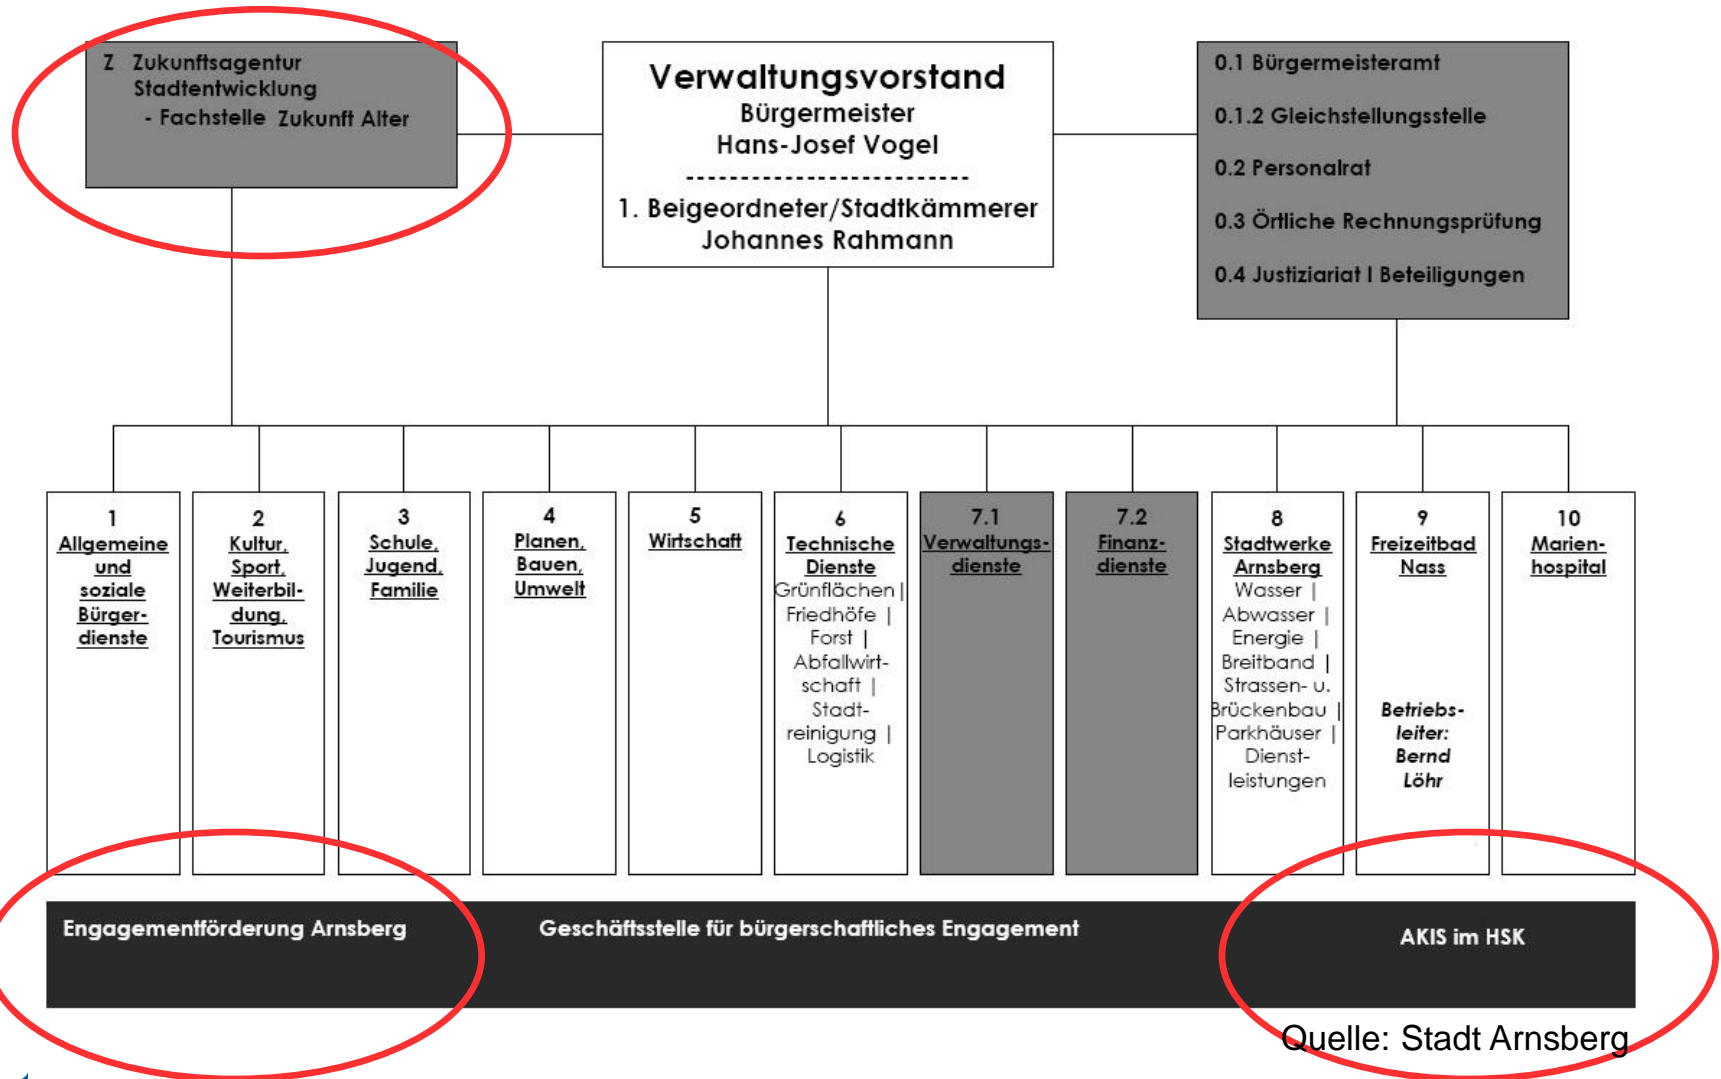 Z Zukunftsagentur
Stadtentwicklung
- Fachstelle Zukunft Alter
Verwaltungsvorstand
Bürgermeister
Hans-Josef Vogel
--------------------------
1. Beigeordneter/Stadtkämmerer
Johannes Rahmann
0.1 Bürgermeisteramt
0.1.2 Gleichstellungsstelle
0.2 Personalrat
0.3 Örtliche Rechnungsprüfung
0.4 Justiziariat I Beteiligungen
1
Allgemeine
und
soziale
Bürger-
dienste
2
Kultur,
Sport,
Weiterbil-
dung,
Tourismus
3
Schule,
Jugend,
Familie
4
Planen,
Bauen,
Umwelt
5
Wirtschaft
6
Technische
Dienste
Grünflächen|
Friedhöfe |
Forst |
Abfallwirt-
schaft |
Stadt-
reinigung |
Logistik
7.1
Verwaltungs-
dienste
7.2
Finanz-
dienste
8
Stadtwerke
Arnsberg
Wasser |
Abwasser |
Energie |
Breitband |
Strassen- u.
Brückenbau |
Parkhäuser |
Dienst-
leistungen
9
Freizeitbad
Nass
Betriebs-
leiter:
Bernd
Löhr
10
Marien-
hospital
Engagementförderung Arnsberg
Geschäftsstelle für bürgerschaftliches Engagement
AKIS im HSK
Quelle: Stadt Arnsberg